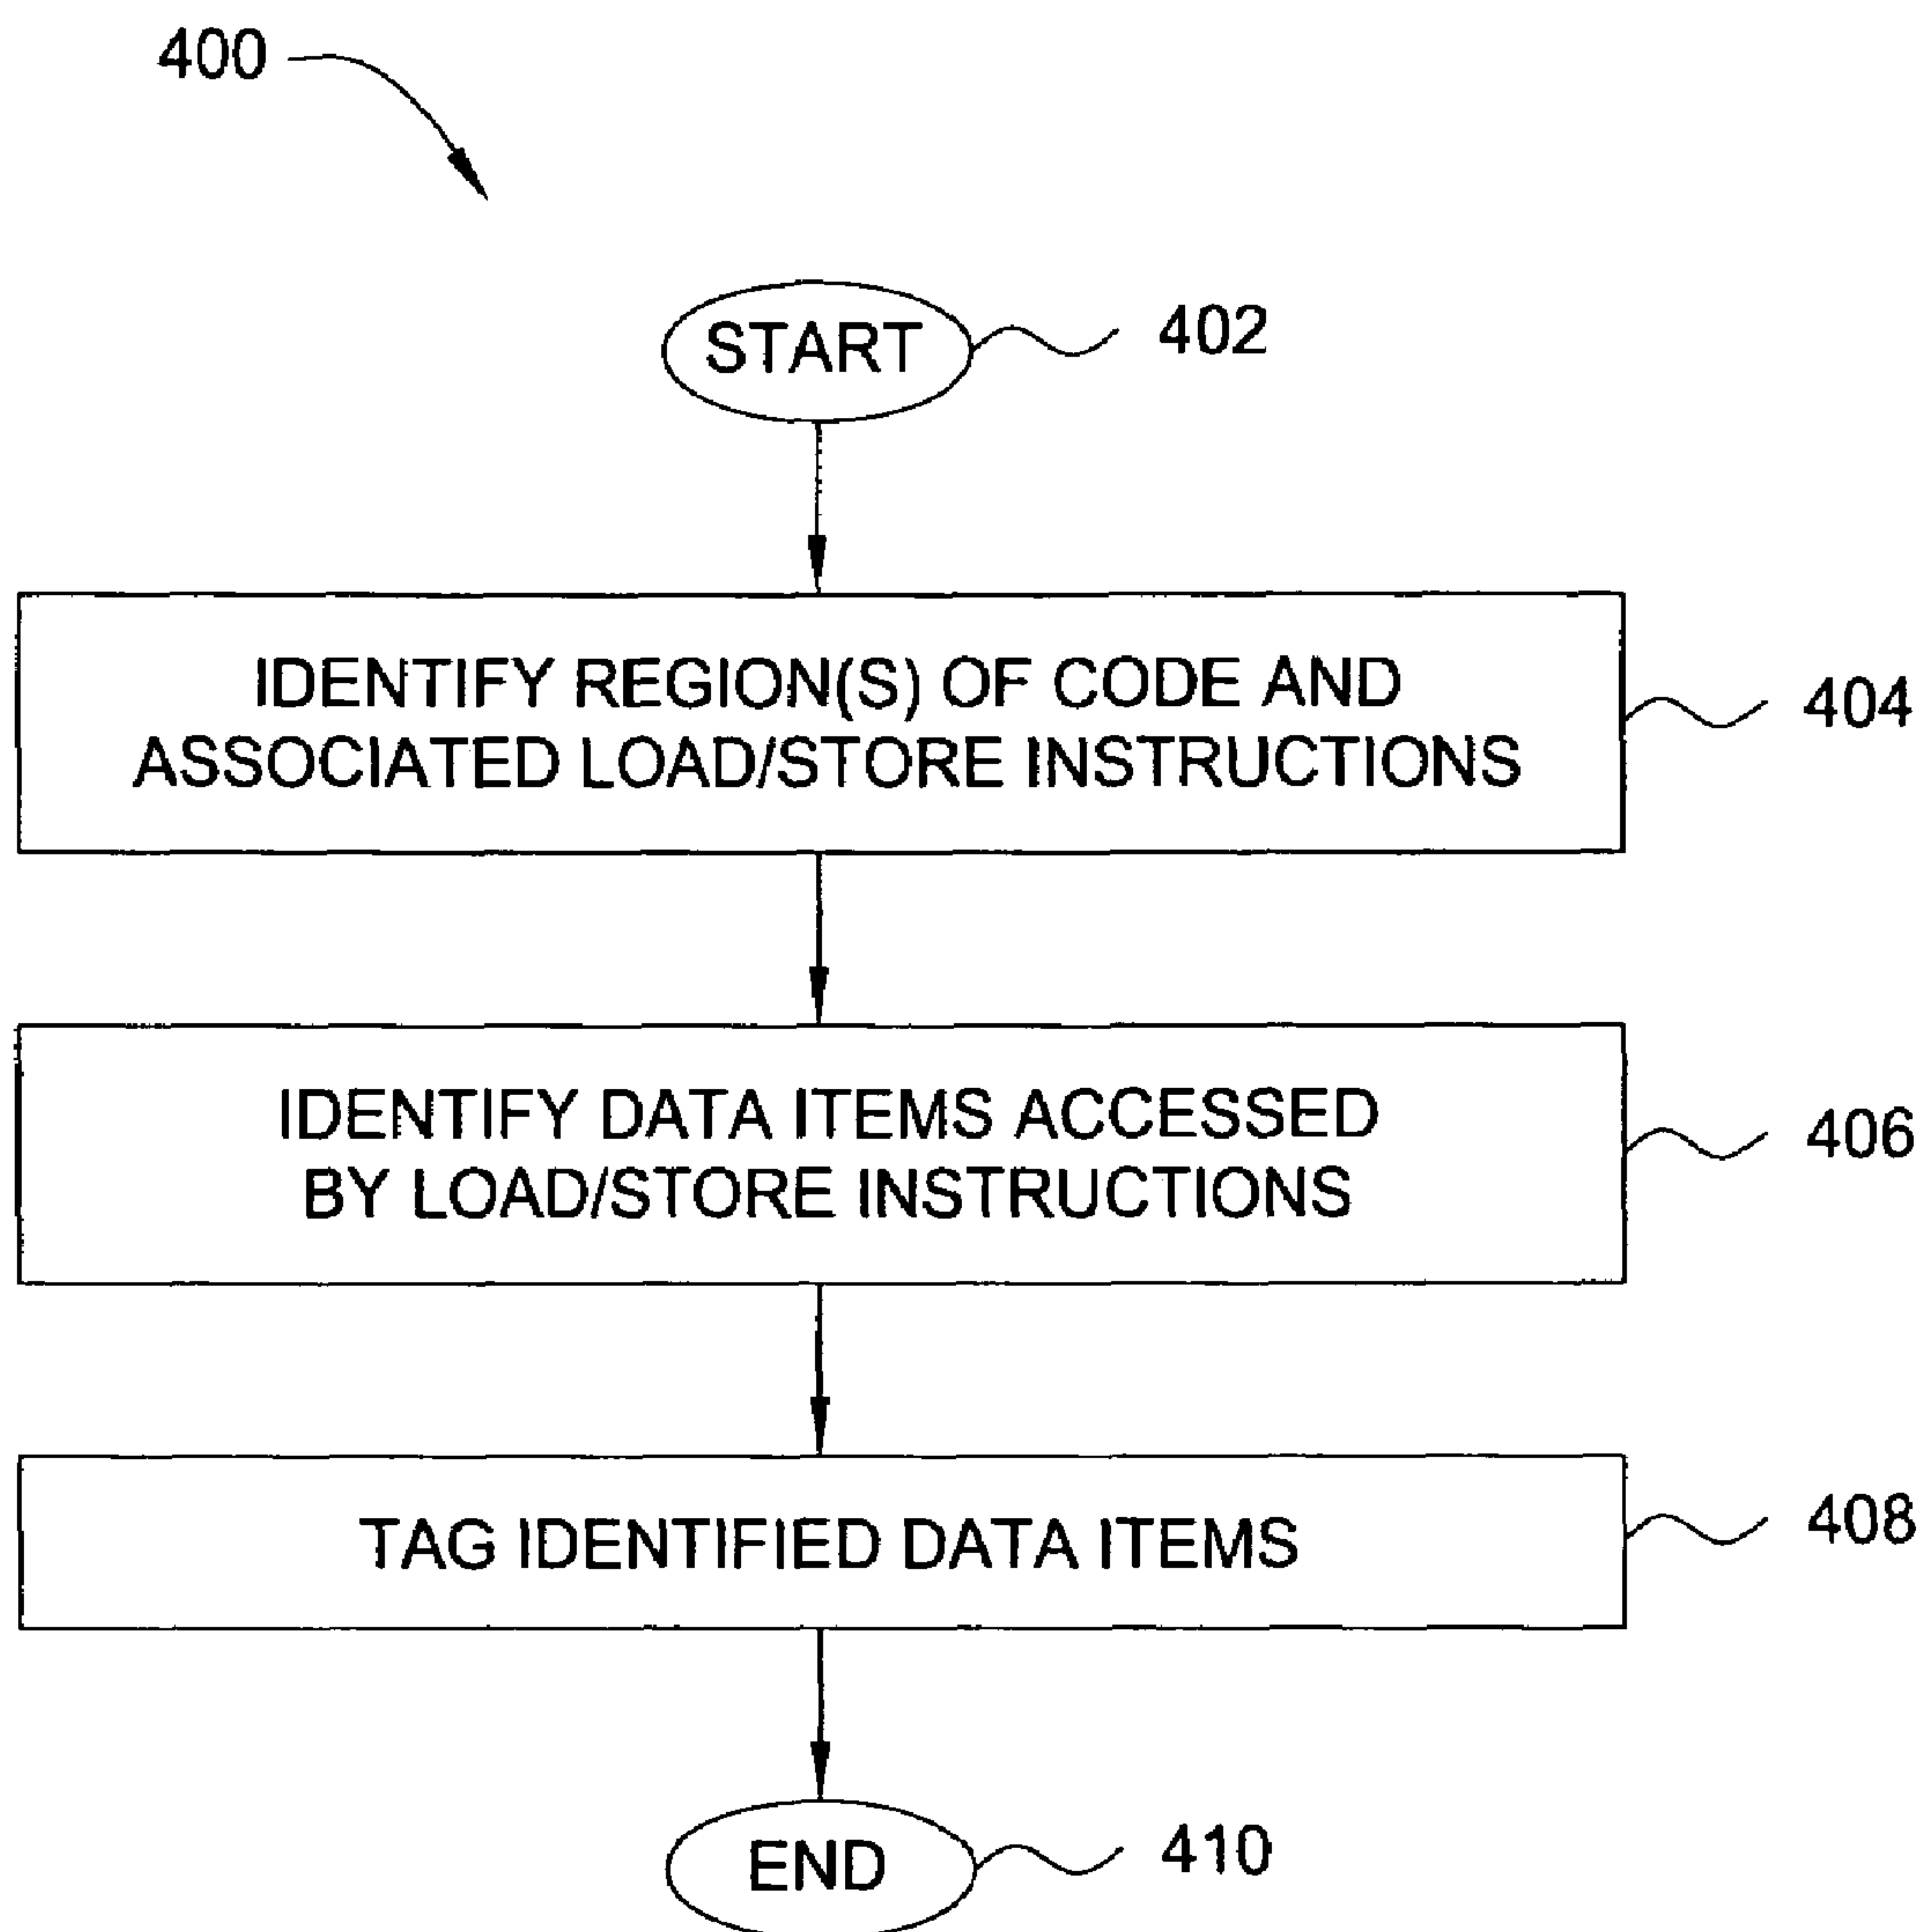 400
START
402
IDENTIFY REGION(S) OF CODE AND
ASSOCIATED LOAD/STORE INSTRUCTIONS
404
IDENTIFY DATA ITEMS ACCESSED
BY LOAD/STORE INSTRUCTIONS
406
TAG IDENTIFIED DATA ITEMS
408
END
410